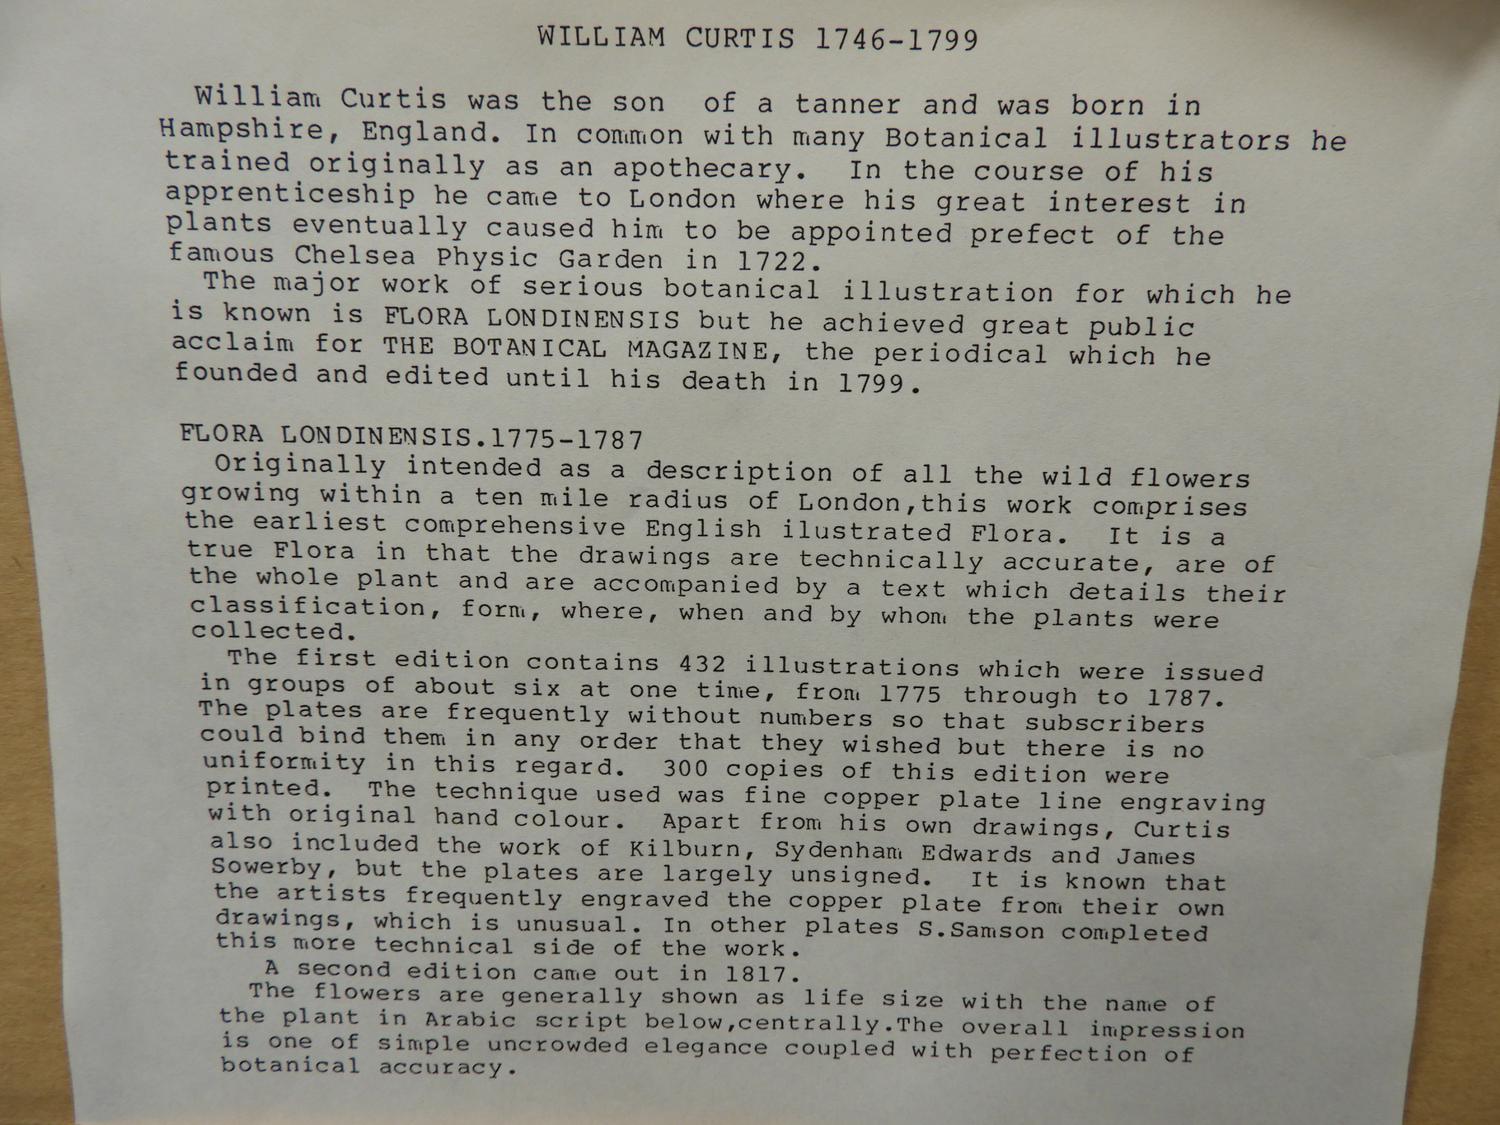 WILLIAM CURTIS 1746-1799
William Curtis was the son of a tanner and was born in
Hampshire, England. In common with many Botanical illustrators he
trained originally as an apothecary. In the course of his
apprenticeship he came to London where his great interest in
plants eventually caused him to be appointed prefect of the
famous Chelsea Physic Garden in 1722.
The major work of serious botanical illustration for which he
is known is FLORA LONDINENSIS but he achieved great public
acclaim for THE BOTANICAL MAGAZINE, the periodical which he
founded and edited until his death in 1799.
FLORA LONDINENSIS.1775-1787
Originally intended as a description of all the wild flowers
growing within a ten mile radius of London,this work comprises
the earliest comprehensive English ilustrated Flora. It is a
true Flora in that the drawings are technically accurate, are of
the whole plant and are accompanied by a text which details their
classification, form, where, when and by whom the plants were
collected.
The first edition contains 432 illustrations which were issued
in groups of about six at one time, from 1775 through to 1787.
The plates are frequently without numbers so that subscribers
could bind them in any order that they wished but there is no
uniformity in this regard. 300 copies of this edition were
printed. The technique used was fine copper plate line engraving
with original hand colour. Apart from his own drawings, Curtis
also included the work of Kilburn, Sydenham Edwards and James
Sowerby, but the plates are largely unsigned. It is known that
the artists frequently engraved the copper plate from their own
drawings, which is unusual. In other plates S.Samson completed
this more technical side of the work.
A second edition came out in 1817.
The flowers are generally shown as life size with the name of
the plant in Arabic script below,centrally.The overall impression
is one of simple uncrowded elegance coupled with perfection of
botanical accuracy.